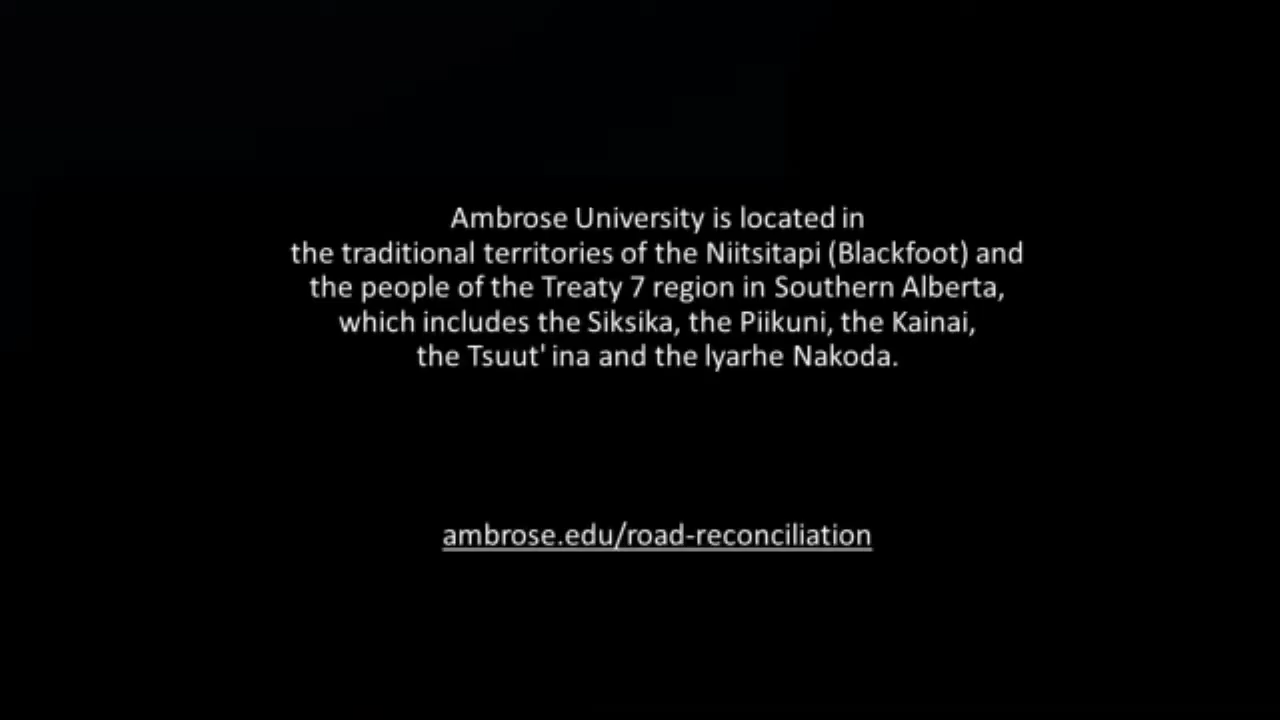 Ambrose University is located in
the traditional territories of the Niitsitapi (Blackfoot) and
the people of the Treaty 7 region in Southern Alberta,
which includes the Siksika, the Piikuni, the Kainai,
the Tsuut' ina and the lyarhe Nakoda.
ambrose.edu/road-reconciliation